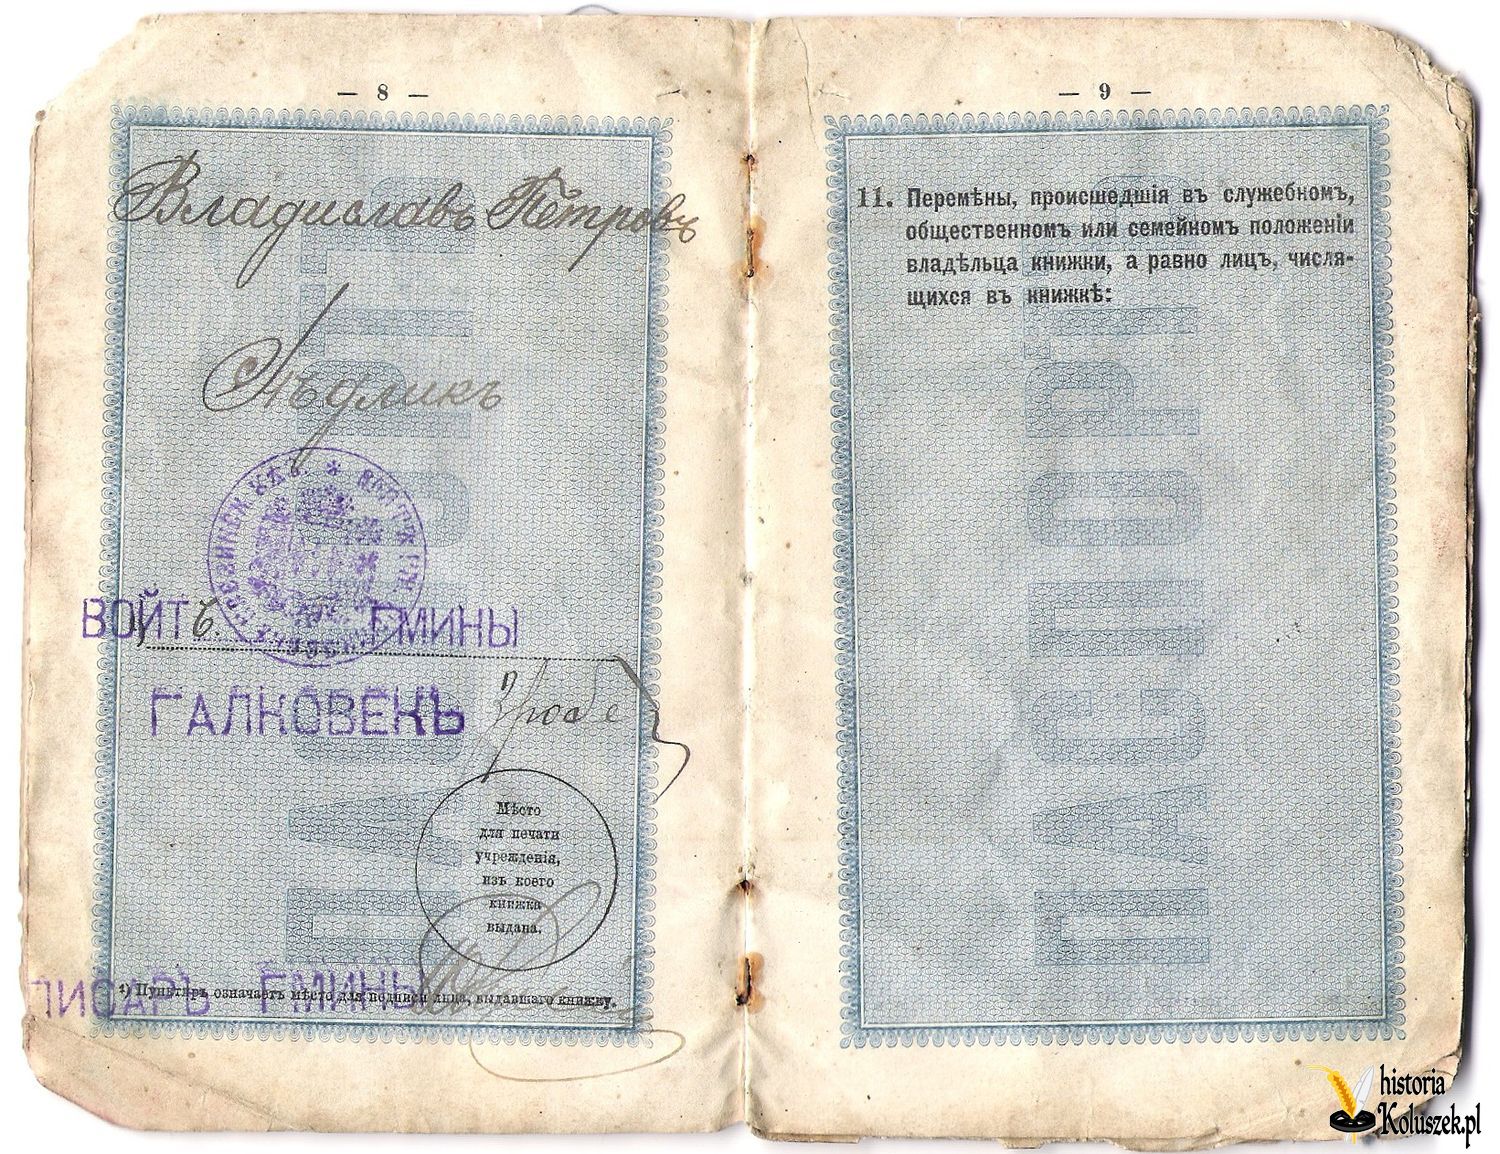 — 8 —
Владиславъ Петровъ
ВОЙТЪ ГМИНЫ
ГАЛКОВЕКЪ
Мѣсто
для печати
учрежденія,
изъ коего
книжка
выдана.
ПИСАРЬ ГМИНЫ
¹) Пунктиръ означаетъ мѣсто для подписи лица, выдавшаго книжку.
— 9 —
11. Перемѣны, происшедшія въ служебномъ,
общественномъ или семейномъ положеніи
владѣльца книжки, а равно лицъ, числя-
щихся въ книжкѣ:
ПАСПОРТЪ
historia
Koluszek.pl